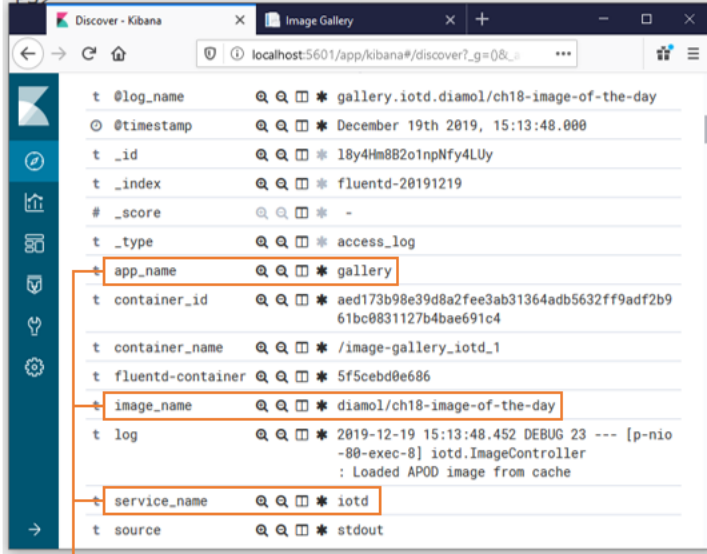 Discover - Kibana
Image Gallery
localhost:5601/app/kibana#/discover?_g=()&_a
t @log_name gallery.iotd.diamol/ch18-image-of-the-day
@timestamp December 19th 2019, 15:13:48.000
t _id l8y4Hm8B2o1npNfy4LUy
t _index fluentd-20191219
# _score -
t _type access_log
t app_name gallery
t container_id aed173b98e39d8a2fee3ab31364adb5632ff9adf2b9
61bc0831127b4bae691c4
t container_name /image-gallery_iotd_1
t fluentd-container 5f5cebd0e686
t image_name diamol/ch18-image-of-the-day
t log 2019-12-19 15:13:48.452 DEBUG 23 --- [p-nio
-80-exec-8] iotd.ImageController
: Loaded APOD image from cache
t service_name iotd
t source stdout